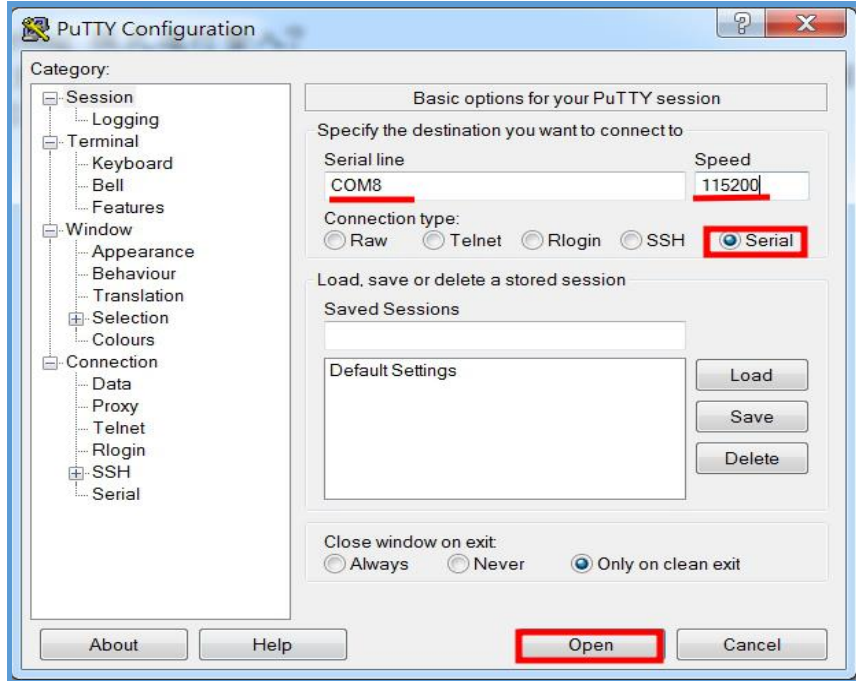 PuTTY Configuration
Category:
Session
Logging
Terminal
Keyboard
Bell
Features
Window
Appearance
Behaviour
Translation
Selection
Colours
Connection
Data
Proxy
Telnet
Rlogin
SSH
Serial
Basic options for your PuTTY session
Specify the destination you want to connect to
Serial line Speed
COM8 115200
Connection type:
Raw Telnet Rlogin SSH Serial
Load, save or delete a stored session
Saved Sessions
Default Settings
Load
Save
Delete
Close window on exit:
Always Never Only on clean exit
About Help Open Cancel